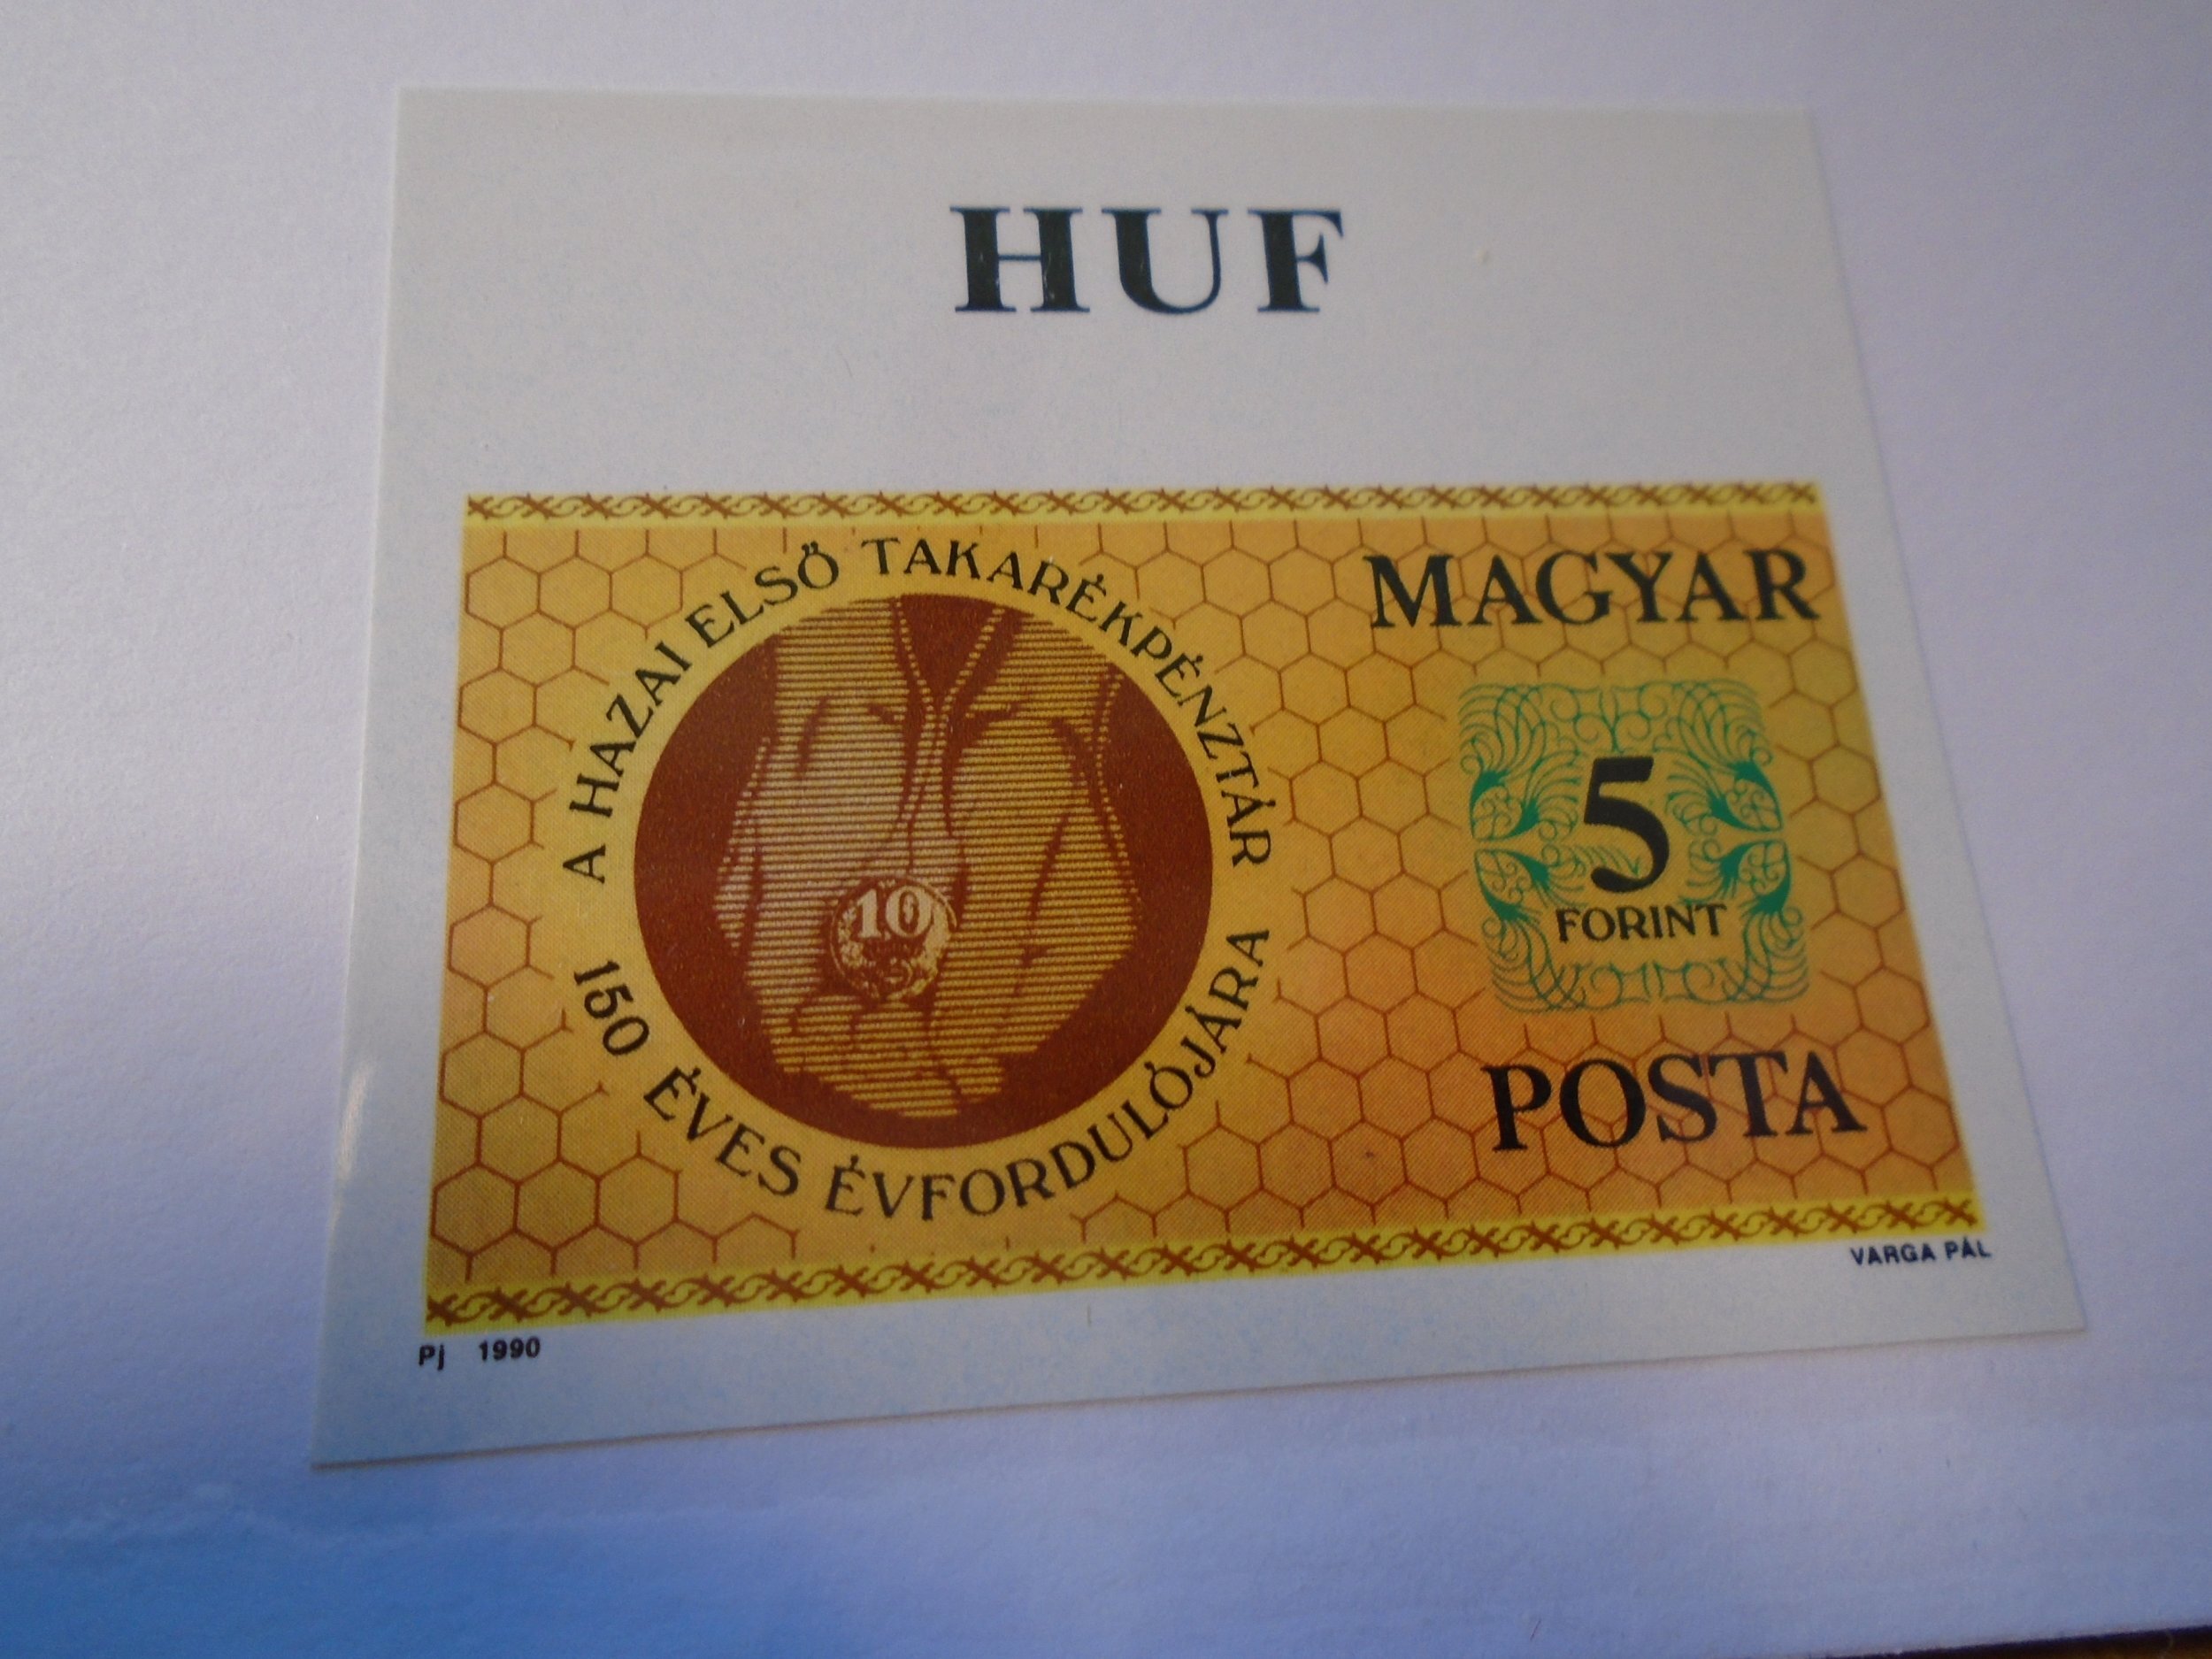 HUF
A HAZAI ELSŐ TAKARÉKPÉNZTÁR
150 ÉVES ÉVFORDULÓJÁRA
10
MAGYAR
5
FORINT
POSTA
Pj 1990
VARGA PÁL